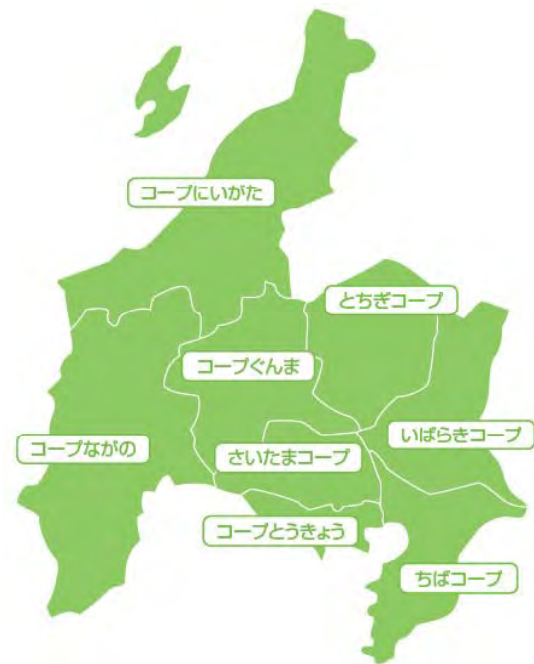 コープにいがた
とちぎコープ
コープぐんま
いばらきコープ
コープながの
さいたまコープ
コープとうきょう
ちばコープ